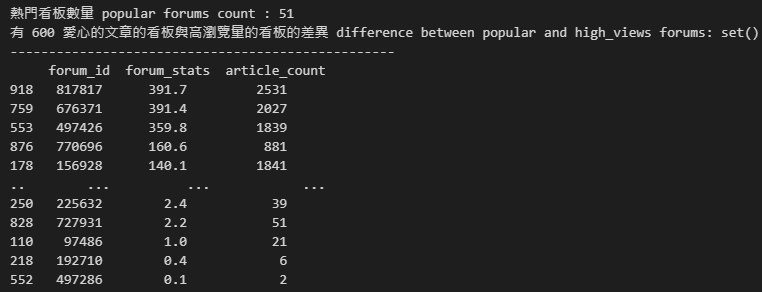 熱門看板數量 popular forums count : 51
有 600 愛心的文章的看板與高瀏覽量的看板的差異 difference between popular and high_views forums: set()
--------------------------------------------------
forum_id forum_stats article_count
918 817817 391.7 2531
759 676371 391.4 2027
553 497426 359.8 1839
876 770696 160.6 881
178 156928 140.1 1841
.. ... ... ...
250 225632 2.4 39
828 727931 2.2 51
110 97486 1.0 21
218 192710 0.4 6
552 497286 0.1 2